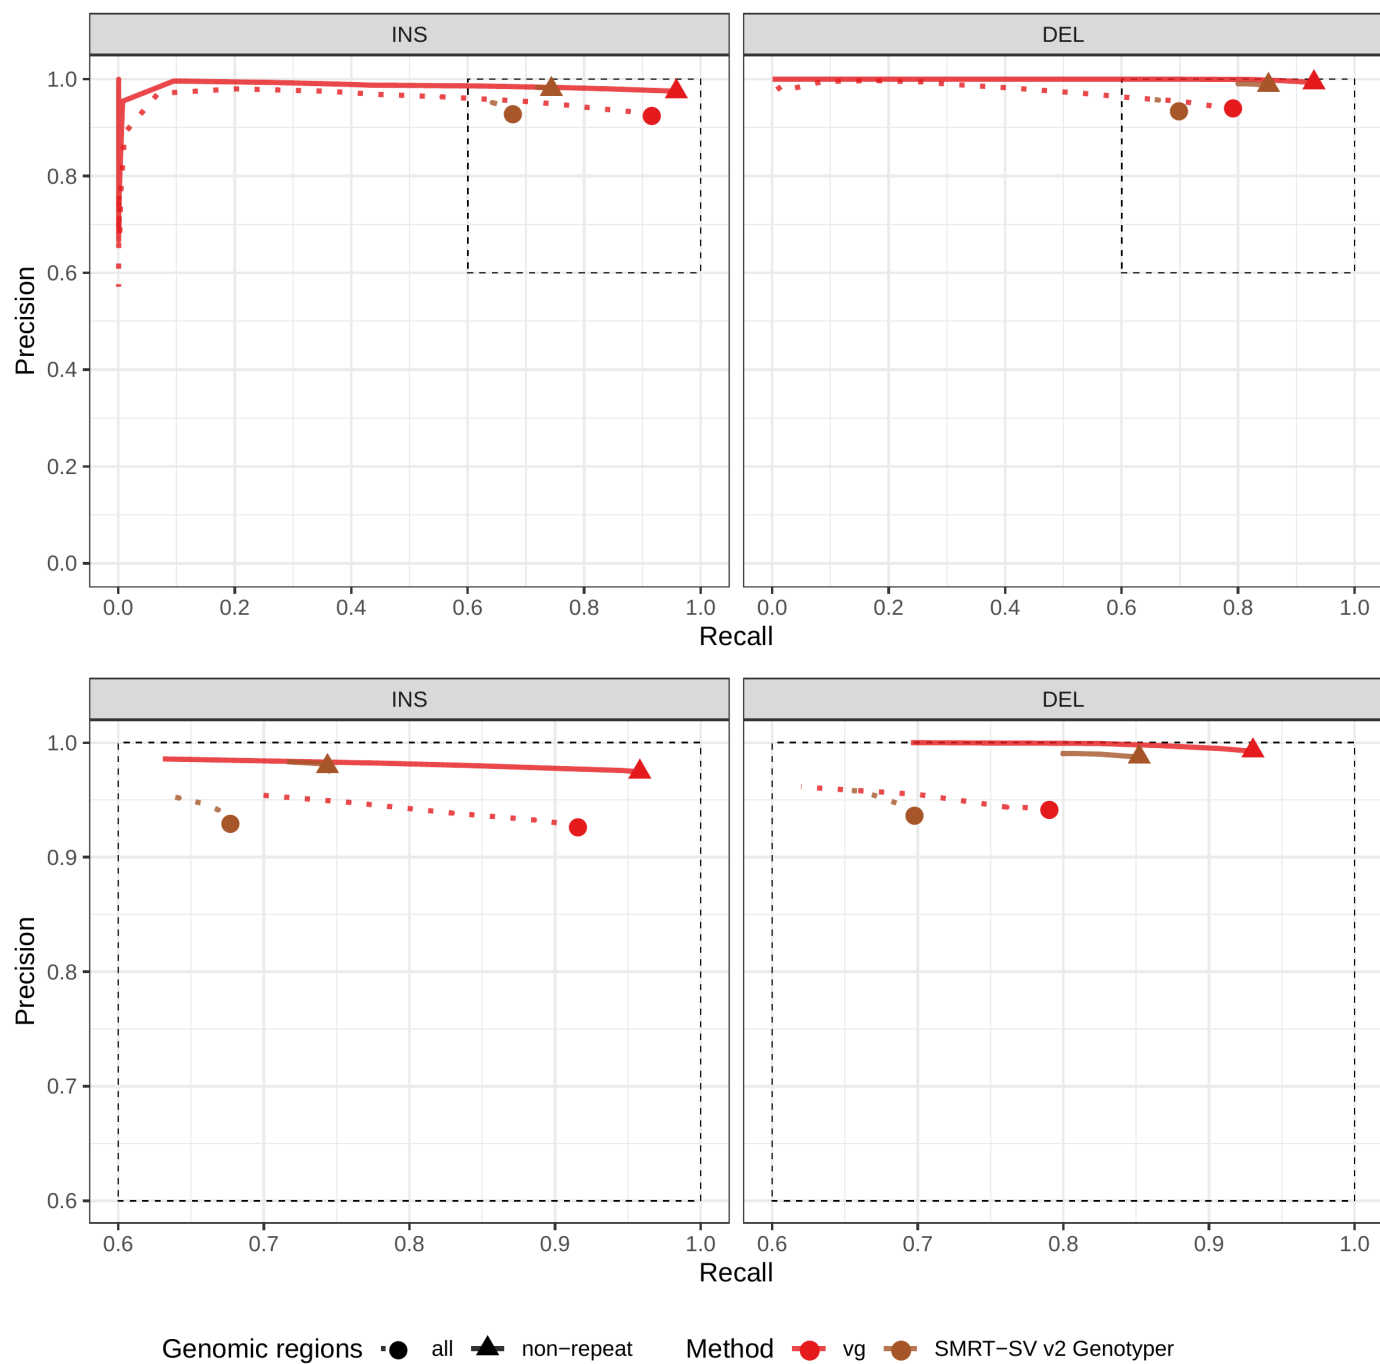 INS DEL
1.0
0.8
0.6
0.4
0.2
0.0
Precision
0.0 0.2 0.4 0.6 0.8 1.0 0.0 0.2 0.4 0.6 0.8 1.0
Recall
INS DEL
1.0
0.9
0.8
0.7
0.6
Precision
0.6 0.7 0.8 0.9 1.0 0.6 0.7 0.8 0.9 1.0
Recall
Genomic regions all non−repeat Method vg SMRT−SV v2 Genotyper